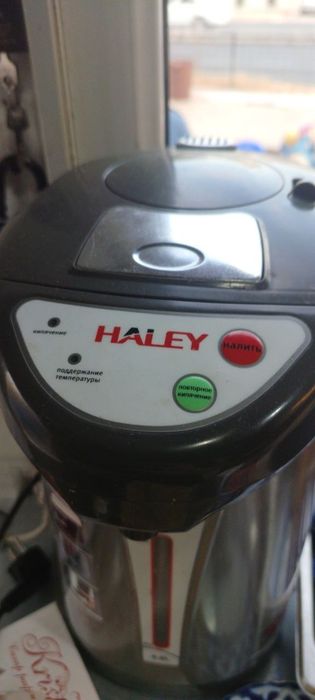 кипячение
HALEY
налить
поддержание
температуры
повторное
кипячение